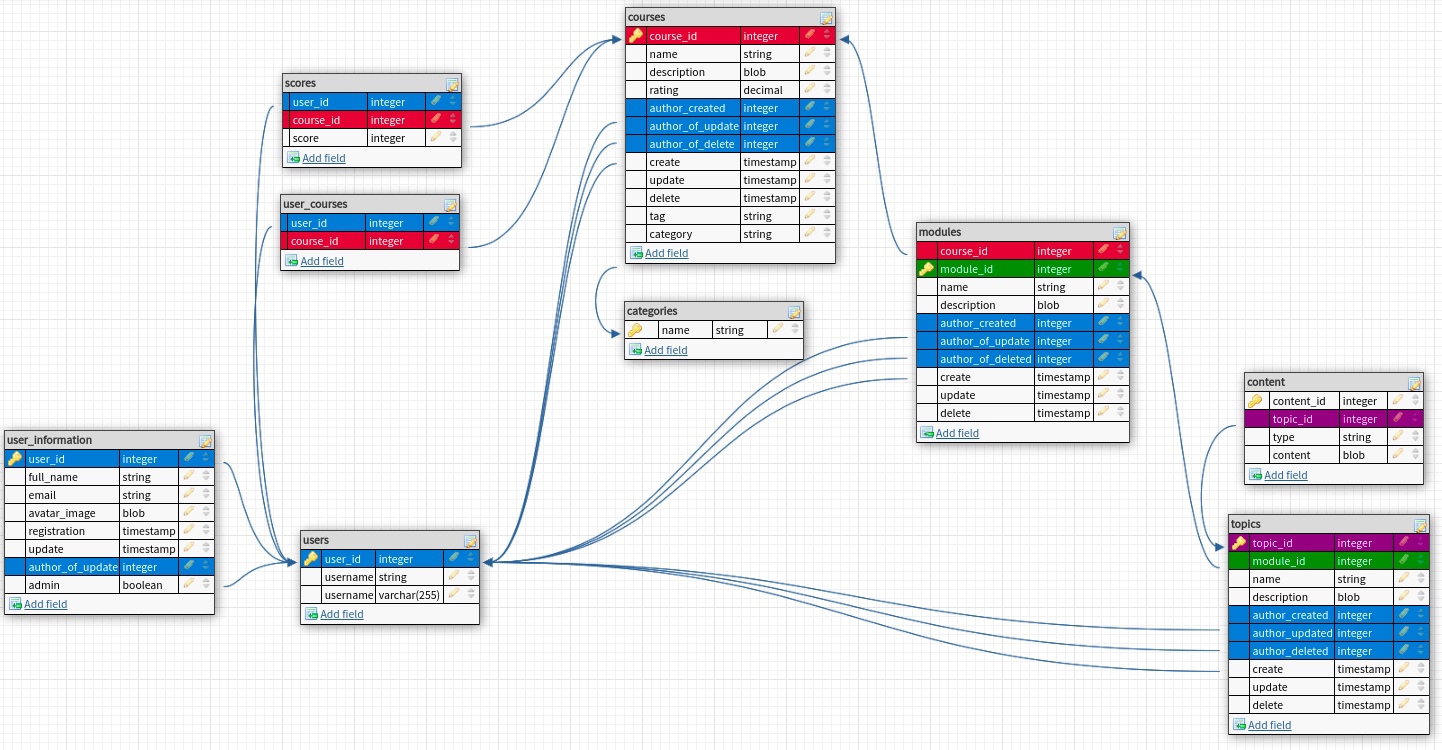 courses
course_id integer
name string
description blob
rating decimal
author_created integer
author_of_update integer
author_of_delete integer
create timestamp
update timestamp
delete timestamp
tag string
category string
Add field
scores
user_id integer
course_id integer
score integer
Add field
user_courses
user_id integer
course_id integer
Add field
modules
course_id integer
module_id integer
name string
description blob
author_created integer
author_of_update integer
author_of_deleted integer
create timestamp
update timestamp
delete timestamp
Add field
categories
name string
Add field
content
content_id integer
topic_id integer
type string
content blob
Add field
user_information
user_id integer
full_name string
email string
avatar_image blob
registration timestamp
update timestamp
author_of_update integer
admin boolean
Add field
users
user_id integer
username string
username varchar(255)
Add field
topics
topic_id integer
module_id integer
name string
description blob
author_created integer
author_updated integer
author_deleted integer
create timestamp
update timestamp
delete timestamp
Add field